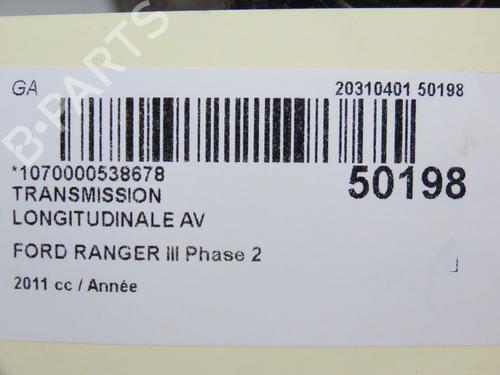 GA
20310401 50198
*1070000538678
50198
TRANSMISSION
LONGITUDINALE AV
FORD RANGER III Phase 2
2011 cc / Année
B-PARTS